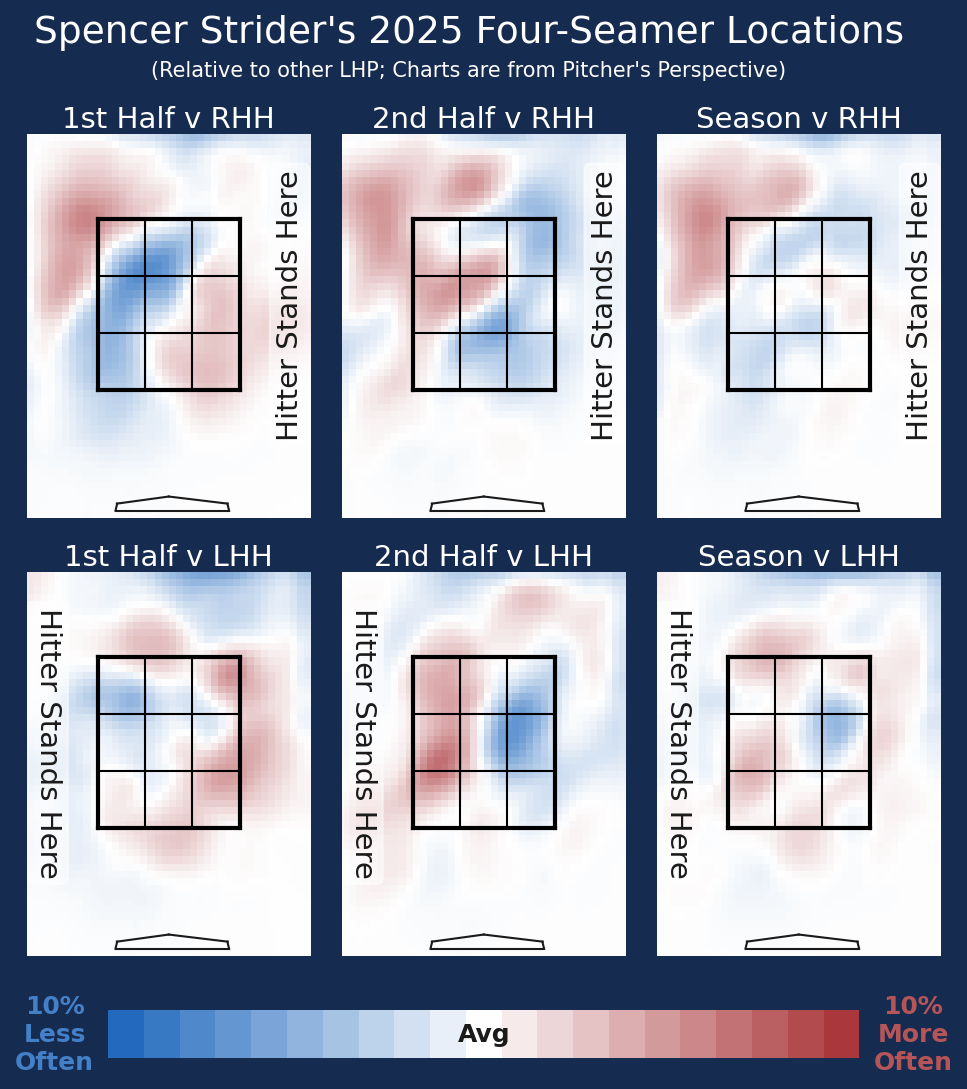 Spencer Strider's 2025 Four-Seamer Locations
(Relative to other LHP; Charts are from Pitcher's Perspective)
1st Half v RHH
2nd Half v RHH
Season v RHH
Hitter Stands Here
Hitter Stands Here
Hitter Stands Here
1st Half v LHH
2nd Half v LHH
Season v LHH
Hitter Stands Here
Hitter Stands Here
Hitter Stands Here
10%
Less
Often
Avg
10%
More
Often